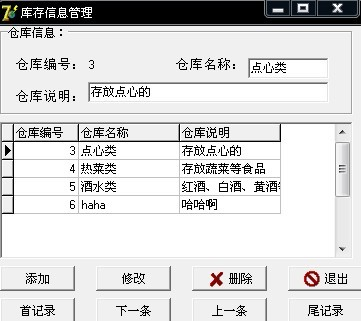 库存信息管理
仓库信息：
仓库编号： 3 仓库名称： 点心类
仓库说明： 存放点心的
仓库编号 仓库名称 仓库说明
3 点心类 存放点心的
4 热菜类 存放蔬菜等食品
5 酒水类 红酒、白酒、黄酒
6 haha 哈哈啊
添加 修改 删除 退出
首记录 下一条 上一条 尾记录